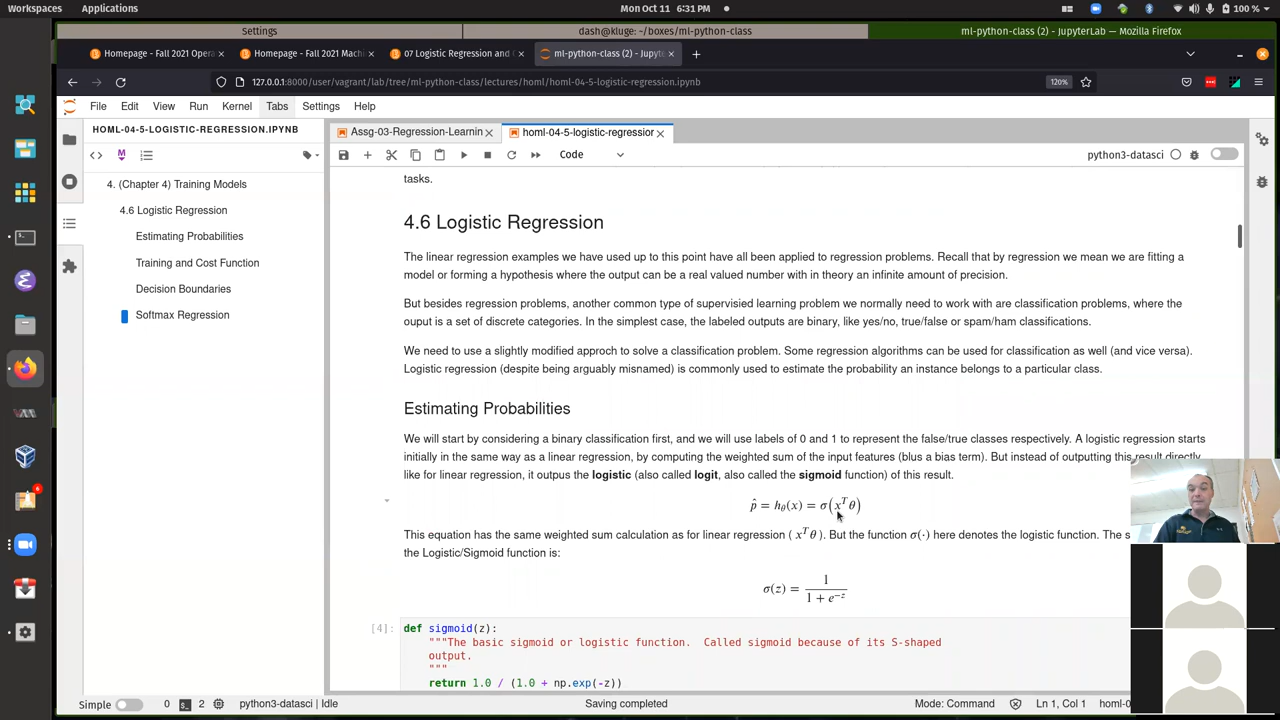 Workspaces
Applications
Mon Oct 11 6:31 PM
100 %
Settings
dash@kluge: ~/boxes/ml-python-class
ml-python-class (2) - JupyterLab — Mozilla Firefox
Homepage - Fall 2021 Opera
Homepage - Fall 2021 Machi
07 Logistic Regression and C
ml-python-class (2) - Jupyte
127.0.0.1:8000/user/vagrant/lab/tree/ml-python-class/lectures/homl/homl-04-5-logistic-regression.ipynb
120%
File Edit View Run Kernel Tabs Settings Help
HOML-04-5-LOGISTIC-REGRESSION.IPYNB
Assg-03-Regression-Learnin
homl-04-5-logistic-regression
Code
python3-datasci
4. (Chapter 4) Training Models
4.6 Logistic Regression
Estimating Probabilities
Training and Cost Function
Decision Boundaries
Softmax Regression
tasks.
4.6 Logistic Regression
The linear regression examples we have used up to this point have all been applied to regression problems. Recall that by regression we mean we are fitting a
model or forming a hypothesis where the output can be a real valued number with in theory an infinite amount of precision.
But besides regression problems, another common type of supervisied learning problem we normally need to work with are classification problems, where the
ouput is a set of discrete categories. In the simplest case, the labeled outputs are binary, like yes/no, true/false or spam/ham classifications.
We need to use a slightly modified approch to solve a classification problem. Some regression algorithms can be used for classification as well (and vice versa).
Logistic regression (despite being arguably misnamed) is commonly used to estimate the probability an instance belongs to a particular class.
Estimating Probabilities
We will start by considering a binary classification first, and we will use labels of 0 and 1 to represent the false/true classes respectively. A logistic regression starts
initially in the same way as a linear regression, by computing the weighted sum of the input features (blus a bias term). But instead of outputting this result directly
like for linear regression, it outpus the logistic (also called logit, also called the sigmoid function) of this result.
p̂ = hθ(x) = σ(xᵀθ)
This equation has the same weighted sum calculation as for linear regression ( xᵀθ ). But the function σ(·) here denotes the logistic function. The s
the Logistic/Sigmoid function is:
σ(z) = 1 / (1 + e⁻ᶻ)
[4]: def sigmoid(z):
"""The basic sigmoid or logistic function. Called sigmoid because of its S-shaped
output.
"""
return 1.0 / (1.0 + np.exp(-z))
Simple
0
2
python3-datasci | Idle
Saving completed
Mode: Command
Ln 1, Col 1
homl-0